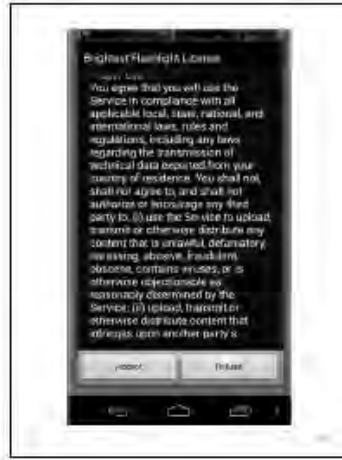 Brightest Flashlight License
You agree that you will use the
Service in compliance with all
applicable local, state, national, and
international laws, rules and
regulations, including any laws
regarding the transmission of
technical data exported from your
country of residence. You shall not,
shall not agree to, and shall not
authorize or encourage any third
party to, (i) use the Service to upload,
transmit or otherwise distribute any
content that is unlawful, defamatory,
harassing, abusive, fraudulent,
obscene, contains viruses, or is
otherwise objectionable as
reasonably determined by the
Service; (ii) upload, transmit or
otherwise distribute content that
infringes upon another party's
Accept Refuse